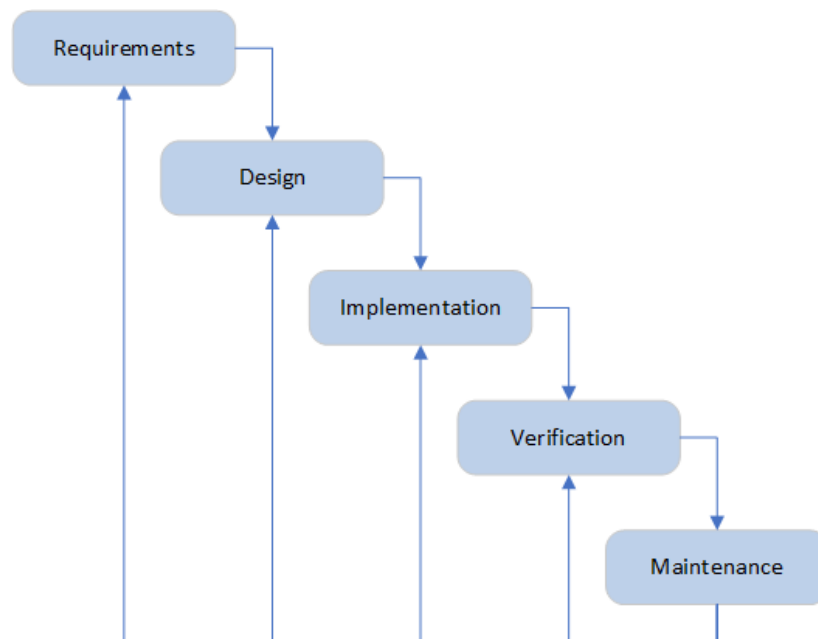 Requirements
Design
Implementation
Verification
Maintenance